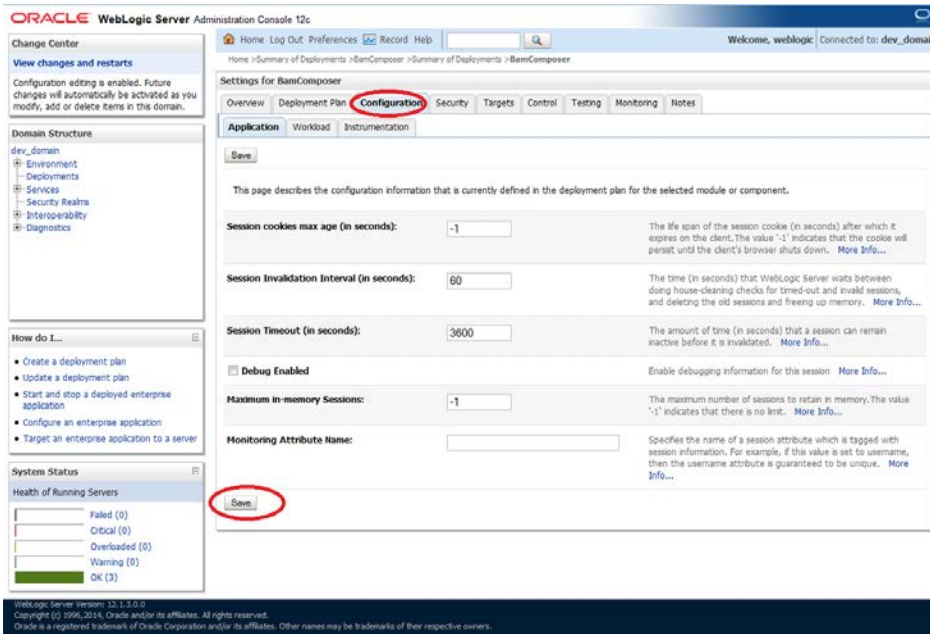 ORACLE WebLogic Server Administration Console 12c
Change Center
View changes and restarts
Configuration editing is enabled. Future
changes will automatically be activated as you
modify, add or delete items in this domain.
Domain Structure
dev_domain
Environment
Deployments
Services
Security Realms
Interoperability
Diagnostics
How do I...
Create a deployment plan
Update a deployment plan
Start and stop a deployed enterprise
application
Configure an enterprise application
Target an enterprise application to a server
System Status
Health of Running Servers
Failed (0)
Critical (0)
Overloaded (0)
Warning (0)
OK (3)
Home Log Out Preferences Record Help
Welcome, weblogic Connected to: dev_domai
Home >Summary of Deployments >BamComposer >Summary of Deployments >BamComposer
Settings for BamComposer
Overview Deployment Plan Configuration Security Targets Control Testing Monitoring Notes
Application Workload Instrumentation
Save
This page describes the configuration information that is currently defined in the deployment plan for the selected module or component.
Session cookies max age (in seconds):
-1
The life span of the session cookie (in seconds) after which it
expires on the client.The value '-1' indicates that the cookie will
persist until the client's browser shuts down. More Info...
Session Invalidation Interval (in seconds):
60
The time (in seconds) that WebLogic Server waits between
doing house-cleaning checks for timed-out and invalid sessions,
and deleting the old sessions and freeing up memory. More Info...
Session Timeout (in seconds):
3600
The amount of time (in seconds) that a session can remain
inactive before it is invalidated. More Info...
Debug Enabled
Enable debugging information for this session More Info...
Maximum in-memory Sessions:
-1
The maximum number of sessions to retain in memory.The value
'-1' indicates that there is no limit. More Info...
Monitoring Attribute Name:
Specifies the name of a session attribute which is tagged with
session information. For example, if this value is set to username,
then the username attribute is guaranteed to be unique. More
Info...
Save
WebLogic Server Version: 12.1.3.0.0
Copyright (c) 1996,2014, Oracle and/or its affiliates. All rights reserved.
Oracle is a registered trademark of Oracle Corporation and/or its affiliates. Other names may be trademarks of their respective owners.